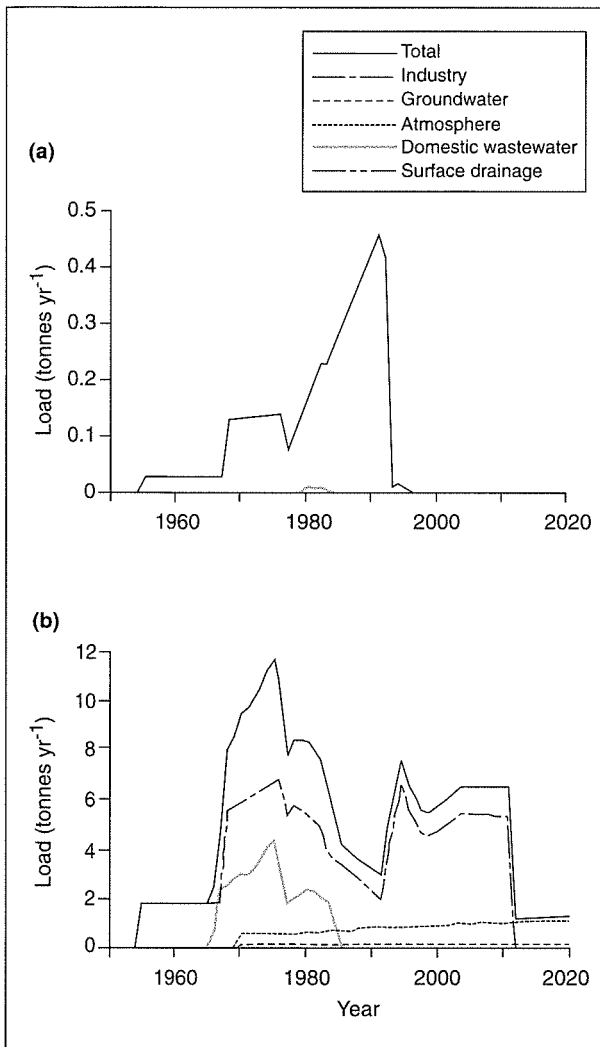 Total
Industry
Groundwater
Atmosphere
Domestic wastewater
Surface drainage
(a)
Load (tonnes yr⁻¹)
0.5
0.4
0.3
0.2
0.1
0
1960 1980 2000 2020
(b)
Load (tonnes yr⁻¹)
12
10
8
6
4
2
0
1960 1980 2000 2020
Year